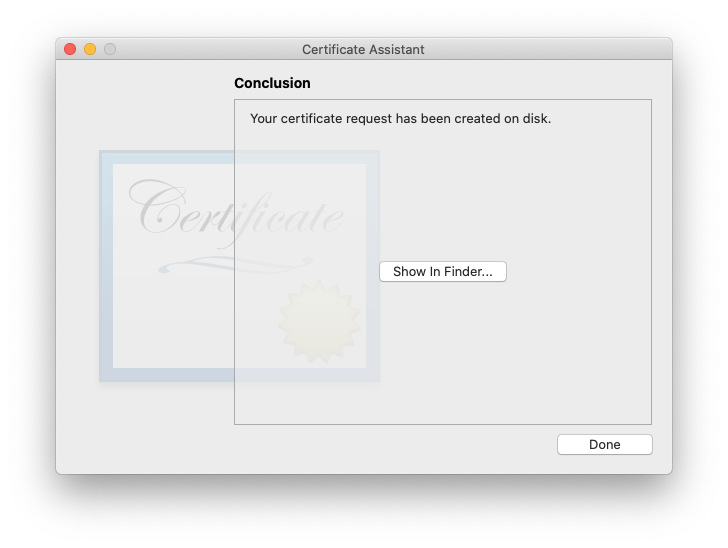 Certificate Assistant
Conclusion
Your certificate request has been created on disk.
Certificate
Show In Finder...
Done